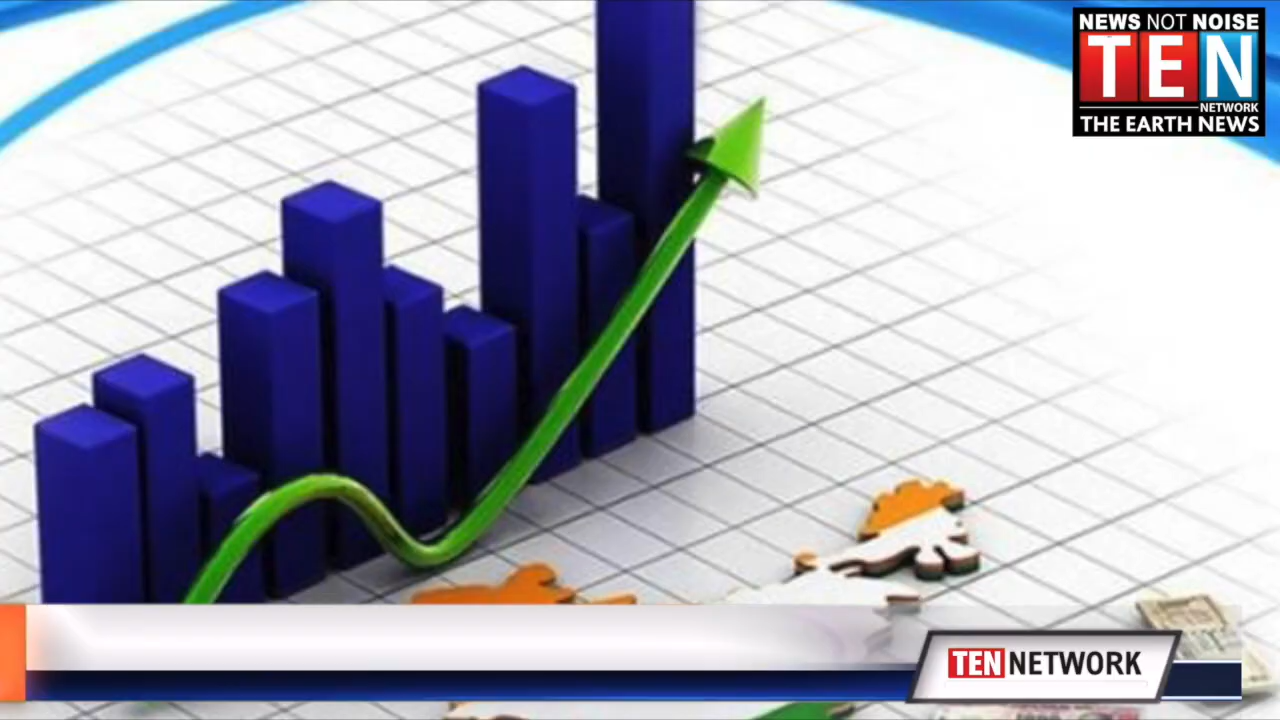 NEWS NOT NOISE
TEN
NETWORK
THE EARTH NEWS
TEN NETWORK